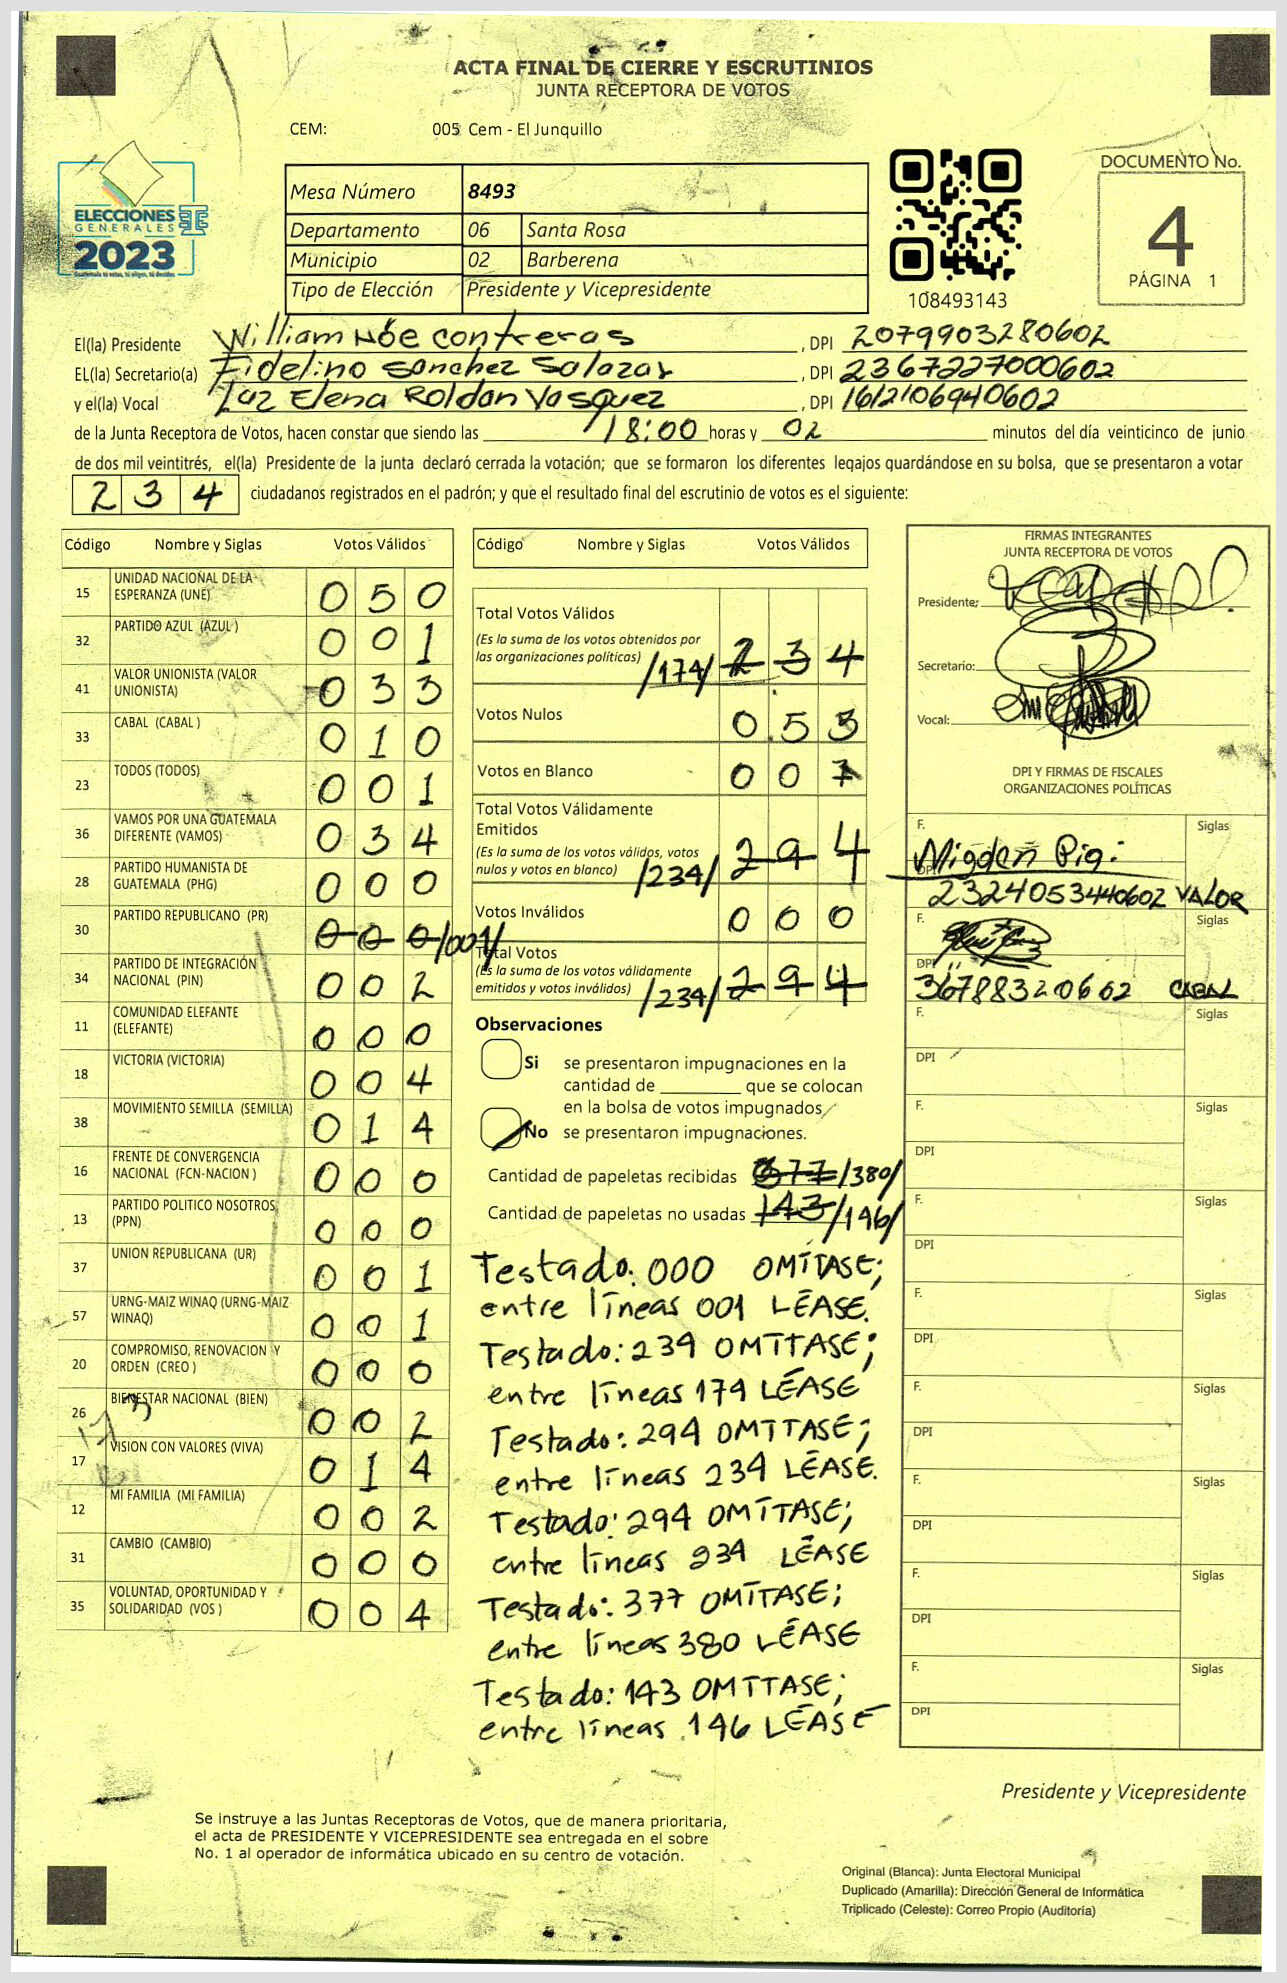 ACTA FINAL DE CIERRE Y ESCRUTINIOS
JUNTA RECEPTORA DE VOTOS
CEM: 005 Cem - El Junquillo
ELECCIONES
GENERALES
2023
Mesa Número 8493
Departamento 06 Santa Rosa
Municipio 02 Barberena
Tipo de Elección Presidente y Vicepresidente
108493143
DOCUMENTO No.
4
PÁGINA 1
El(la) Presidente William Nóe Contreras , DPI 2079903280602
EL(la) Secretario(a) Fidelino Sanchez Salazar , DPI 2367227000602
y el(la) Vocal Luz Elena Roldan Vasquez , DPI 1612106940602
de la Junta Receptora de Votos, hacen constar que siendo las 18:00 horas y 02 minutos del día veinticinco de junio
de dos mil veintitrés, el(la) Presidente de la junta declaró cerrada la votación; que se formaron los diferentes legajos guardándose en su bolsa, que se presentaron a votar
234 ciudadanos registrados en el padrón; y que el resultado final del escrutinio de votos es el siguiente:
Código Nombre y Siglas Votos Válidos
15 UNIDAD NACIONAL DE LA ESPERANZA (UNE) 0 5 0
32 PARTIDO AZUL (AZUL ) 0 0 1
41 VALOR UNIONISTA (VALOR UNIONISTA) 0 3 3
33 CABAL (CABAL ) 0 1 0
23 TODOS (TODOS) 0 0 1
36 VAMOS POR UNA GUATEMALA DIFERENTE (VAMOS) 0 3 4
28 PARTIDO HUMANISTA DE GUATEMALA (PHG) 0 0 0
30 PARTIDO REPUBLICANO (PR) 0 0 0 /001/
34 PARTIDO DE INTEGRACIÓN NACIONAL (PIN) 0 0 2
11 COMUNIDAD ELEFANTE (ELEFANTE) 0 0 0
18 VICTORIA (VICTORIA) 0 0 4
38 MOVIMIENTO SEMILLA (SEMILLA) 0 1 4
16 FRENTE DE CONVERGENCIA NACIONAL (FCN-NACION ) 0 0 0
13 PARTIDO POLITICO NOSOTROS (PPN) 0 0 0
37 UNION REPUBLICANA (UR) 0 0 1
57 URNG-MAIZ WINAQ (URNG-MAIZ WINAQ) 0 0 1
20 COMPROMISO, RENOVACION Y ORDEN (CREO ) 0 0 0
26 BIENESTAR NACIONAL (BIEN) 0 0 2
17 VISION CON VALORES (VIVA) 0 1 4
12 MI FAMILIA (MI FAMILIA) 0 0 2
31 CAMBIO (CAMBIO) 0 0 0
35 VOLUNTAD, OPORTUNIDAD Y SOLIDARIDAD (VOS ) 0 0 4
Código Nombre y Siglas Votos Válidos
Total Votos Válidos
(Es la suma de los votos obtenidos por
las organizaciones políticas) /174/ 2 3 4
Votos Nulos 0 5 3
Votos en Blanco 0 0 7
Total Votos Válidamente
Emitidos
(Es la suma de los votos válidos, votos
nulos y votos en blanco) /234/ 2 9 4
Votos Inválidos 0 0 0
Total Votos
(Es la suma de los votos válidamente
emitidos y votos inválidos) /234/ 2 9 4
Observaciones
Si se presentaron impugnaciones en la
cantidad de ________ que se colocan
en la bolsa de votos impugnados
No se presentaron impugnaciones.
Cantidad de papeletas recibidas 377 /380/
Cantidad de papeletas no usadas 143 /146/
Testado: 000 OMÍTASE;
entre líneas 001 LÉASE.
Testado: 234 OMÍTASE;
entre líneas 174 LÉASE
Testado: 294 OMÍTASE;
entre líneas 234 LÉASE.
Testado: 294 OMÍTASE;
entre líneas 234 LÉASE
Testado: 377 OMÍTASE;
entre líneas 380 LÉASE
Testado: 143 OMÍTASE;
entre líneas 146 LÉASE
FIRMAS INTEGRANTES
JUNTA RECEPTORA DE VOTOS
Presidente:
Secretario:
Vocal:
DPI Y FIRMAS DE FISCALES
ORGANIZACIONES POLÍTICAS
F. Siglas
DPI 2324053440602 VALOR
F. Siglas
DPI 367883210602 CABAL
F. Siglas
DPI
F. Siglas
DPI
F. Siglas
DPI
F. Siglas
DPI
F. Siglas
DPI
F. Siglas
DPI
F. Siglas
DPI
F. Siglas
DPI
Presidente y Vicepresidente
Se instruye a las Juntas Receptoras de Votos, que de manera prioritaria,
el acta de PRESIDENTE Y VICEPRESIDENTE sea entregada en el sobre
No. 1 al operador de informática ubicado en su centro de votación.
Original (Blanca): Junta Electoral Municipal
Duplicado (Amarilla): Dirección General de Informática
Triplicado (Celeste): Correo Propio (Auditoría)